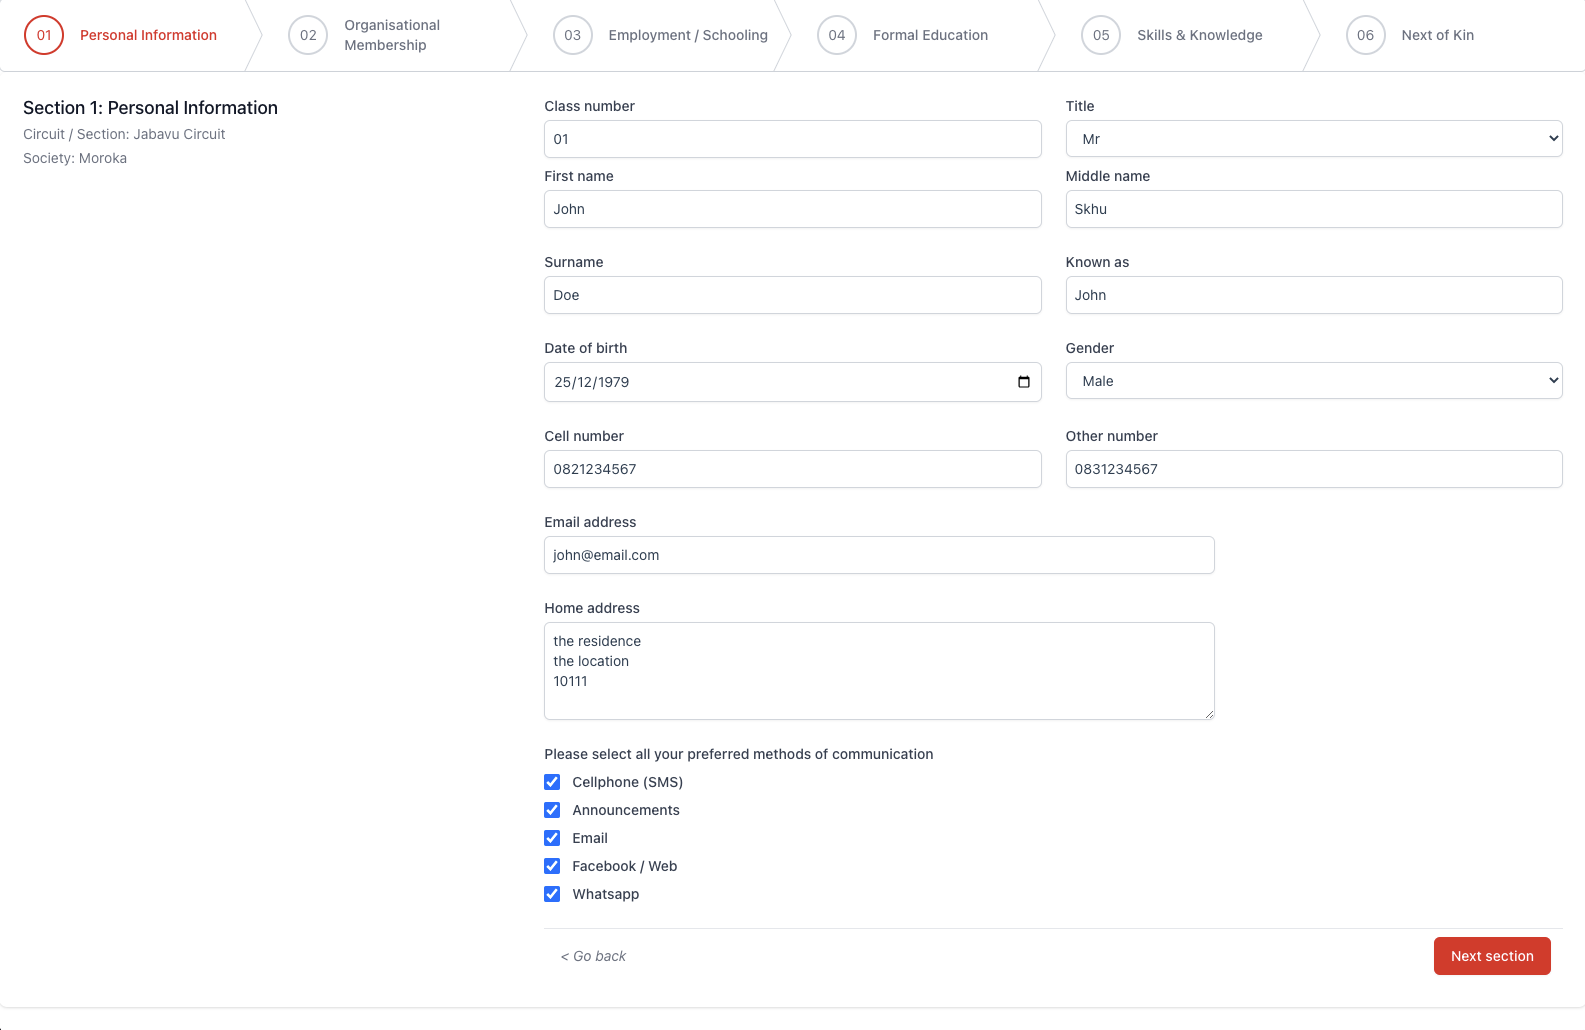 01 Personal Information
02 Organisational Membership
03 Employment / Schooling
04 Formal Education
05 Skills & Knowledge
06 Next of Kin
Section 1: Personal Information
Circuit / Section: Jabavu Circuit
Society: Moroka
Class number
01
Title
Mr
First name
John
Middle name
Skhu
Surname
Doe
Known as
John
Date of birth
25/12/1979
Gender
Male
Cell number
0821234567
Other number
0831234567
Email address
john@email.com
Home address
the residence
the location
10111
Please select all your preferred methods of communication
Cellphone (SMS)
Announcements
Email
Facebook / Web
Whatsapp
< Go back
Next section